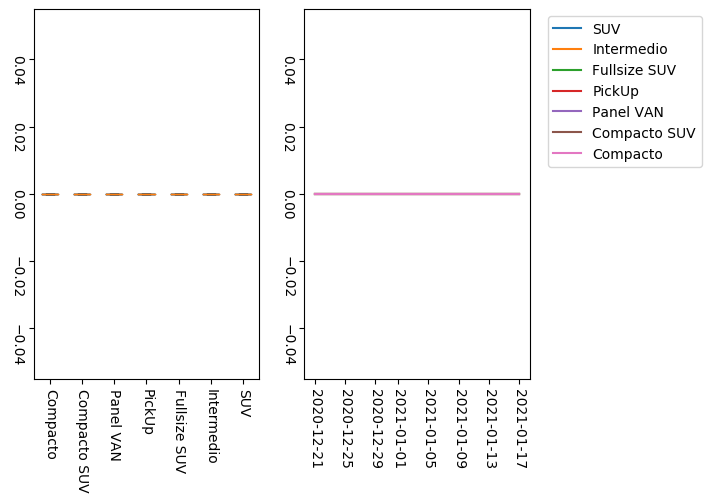 0.04
0.02
0.00
−0.02
−0.04
Compacto
Compacto SUV
Panel VAN
PickUp
Fullsize SUV
Intermedio
SUV
0.04
0.02
0.00
−0.02
−0.04
2020-12-21
2020-12-25
2020-12-29
2021-01-01
2021-01-05
2021-01-09
2021-01-13
2021-01-17
SUV
Intermedio
Fullsize SUV
PickUp
Panel VAN
Compacto SUV
Compacto